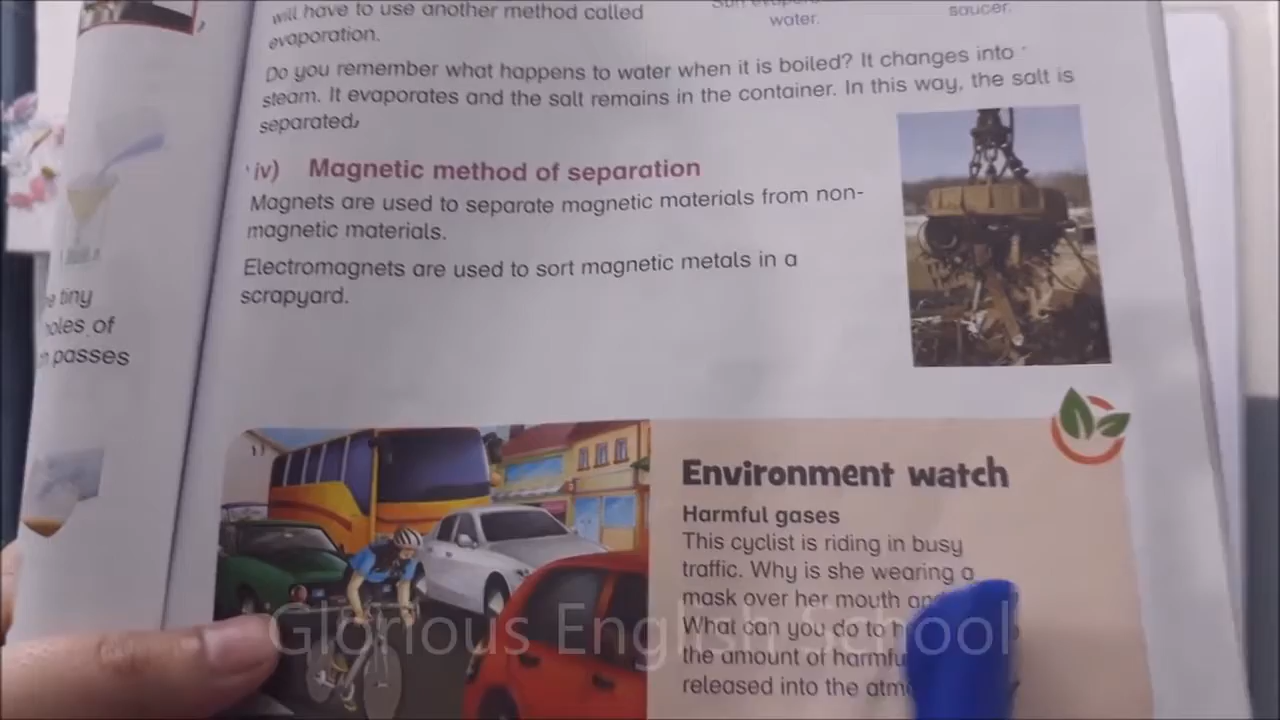 will have to use another method called
evaporation.
water.
saucer.
Do you remember what happens to water when it is boiled? It changes into
steam. It evaporates and the salt remains in the container. In this way, the salt is
separated.
iv) Magnetic method of separation
Magnets are used to separate magnetic materials from non-
magnetic materials.
Electromagnets are used to sort magnetic metals in a
scrapyard.
tiny
holes of
passes
Environment watch
Harmful gases
This cyclist is riding in busy
traffic. Why is she wearing a
mask over her mouth
What can you do to
the amount of
released into the
Glorious English School